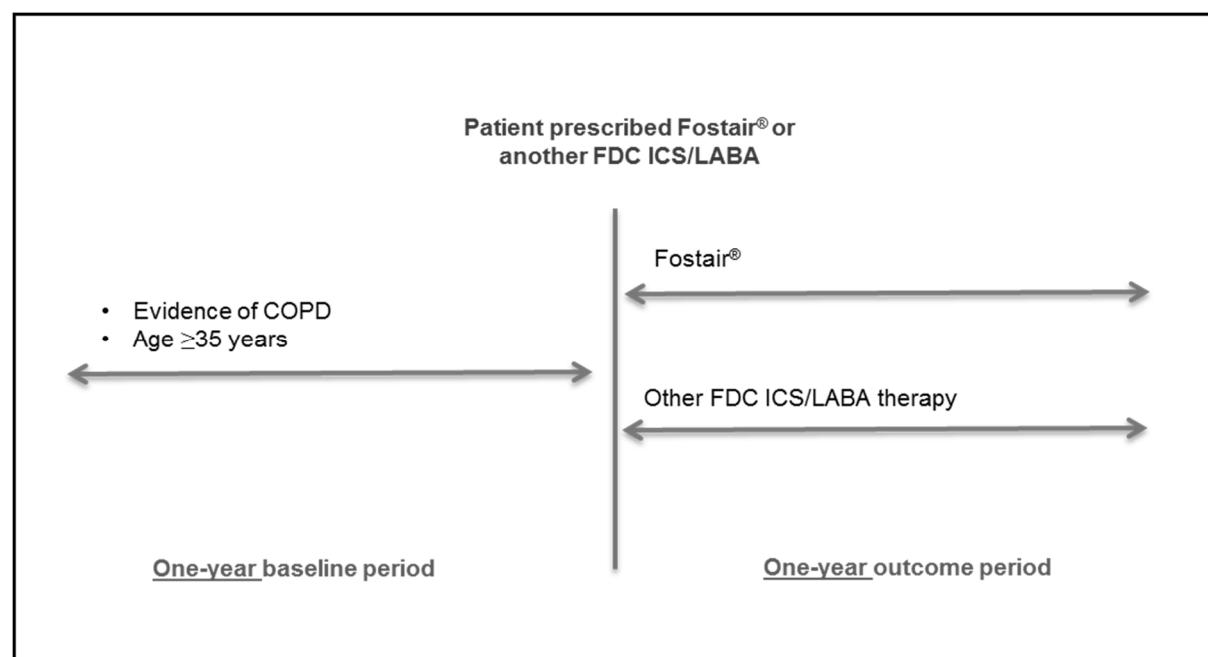 Patient prescribed Fostair® or
another FDC ICS/LABA
Fostair®
• Evidence of COPD
• Age ≥35 years
Other FDC ICS/LABA therapy
One-year baseline period
One-year outcome period